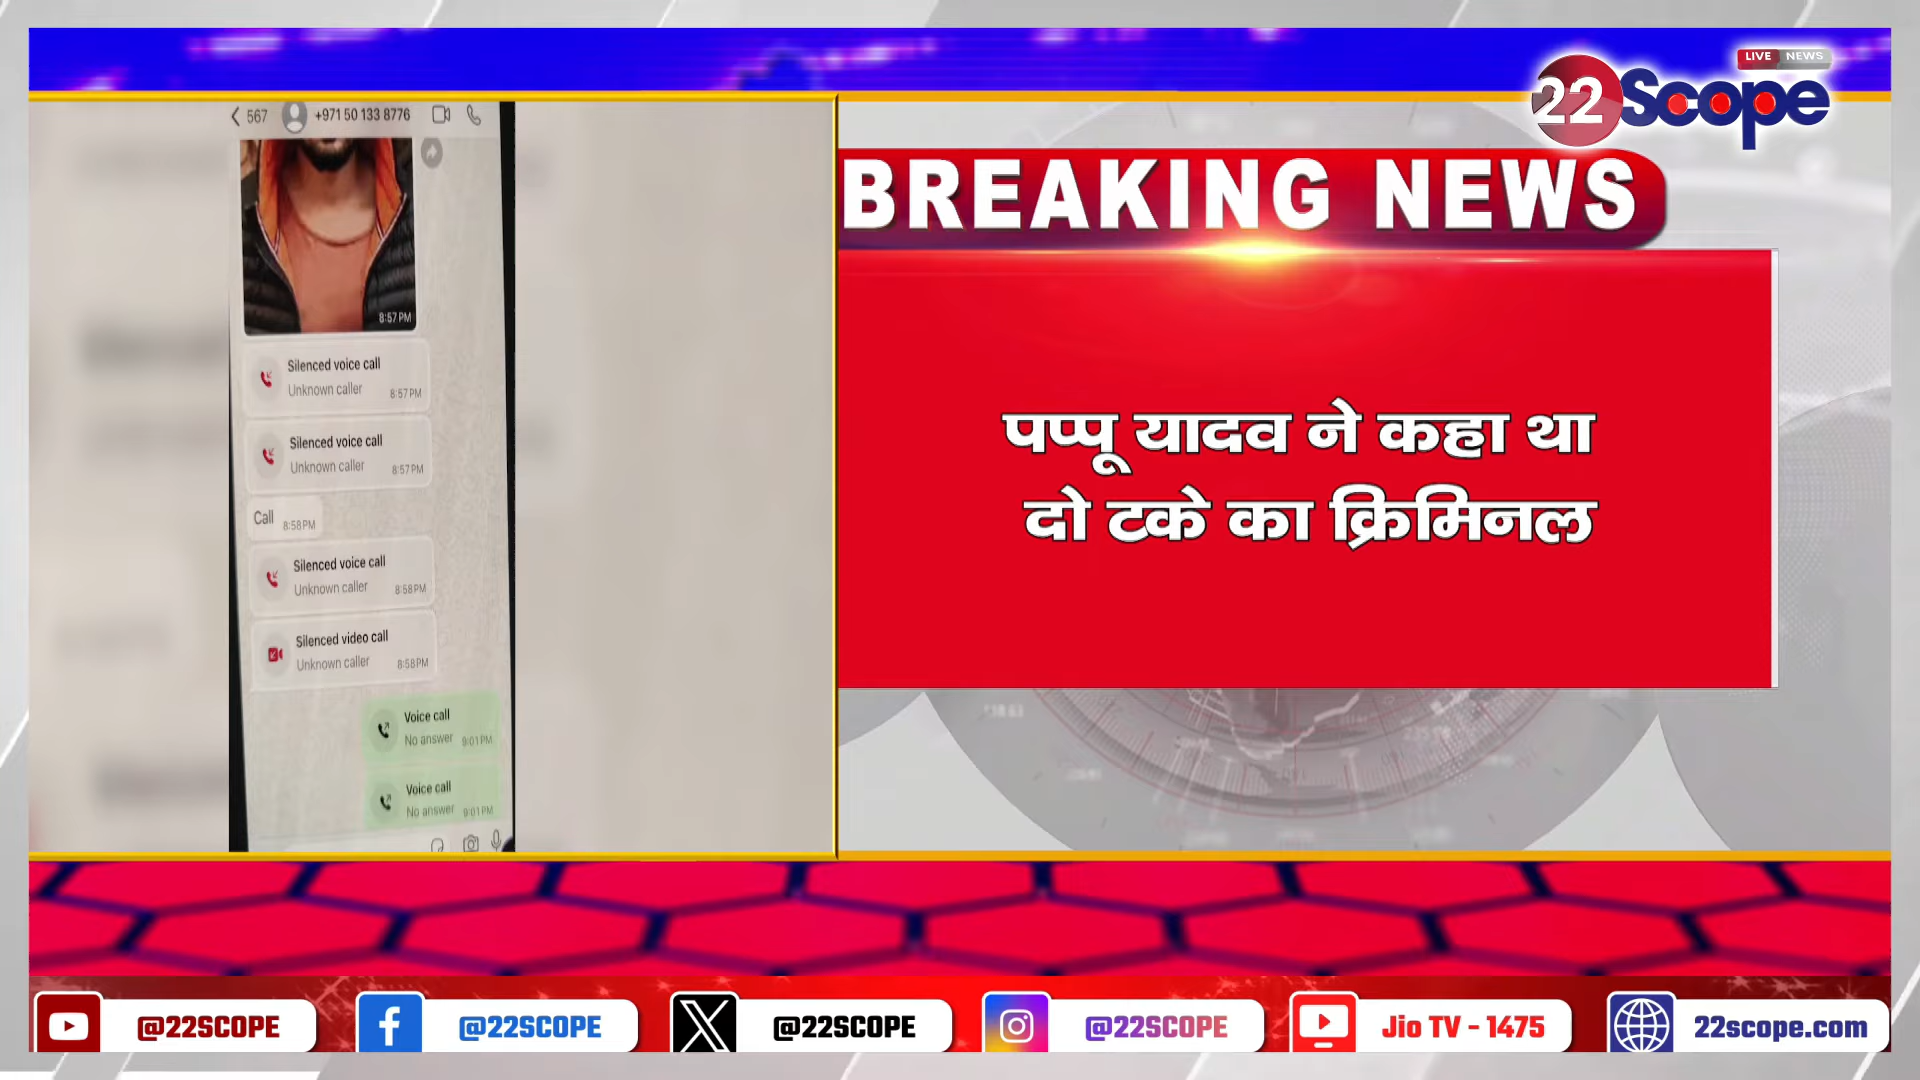 LIVE NEWS
22Scope
BREAKING NEWS
पप्पू यादव ने कहा था
दो टके का क्रिमिनल
567
+971 50 133 8776
8:57 PM
Silenced voice call
Unknown caller 8:57 PM
Silenced voice call
Unknown caller 8:57 PM
Call 8:58 PM
Silenced voice call
Unknown caller 8:58 PM
Silenced video call
Unknown caller 8:58 PM
Voice call
No answer 9:01 PM
Voice call
No answer 9:01 PM
@22SCOPE
@22SCOPE
@22SCOPE
@22SCOPE
Jio TV - 1475
22scope.com